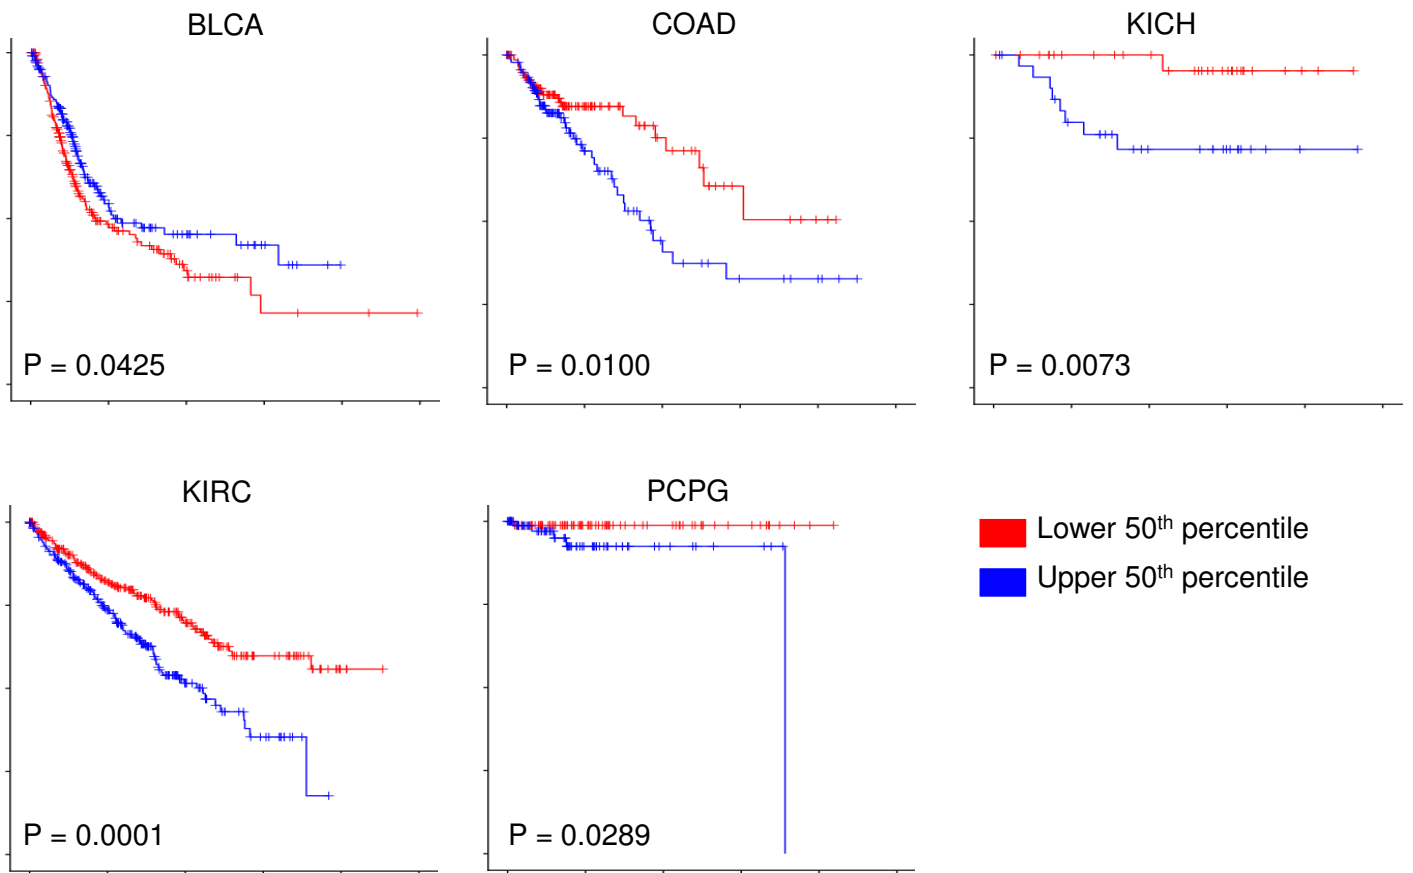 BLCA
COAD
KICH
P = 0.0425
P = 0.0100
P = 0.0073
KIRC
PCPG
Lower 50th percentile
Upper 50th percentile
P = 0.0001
P = 0.0289